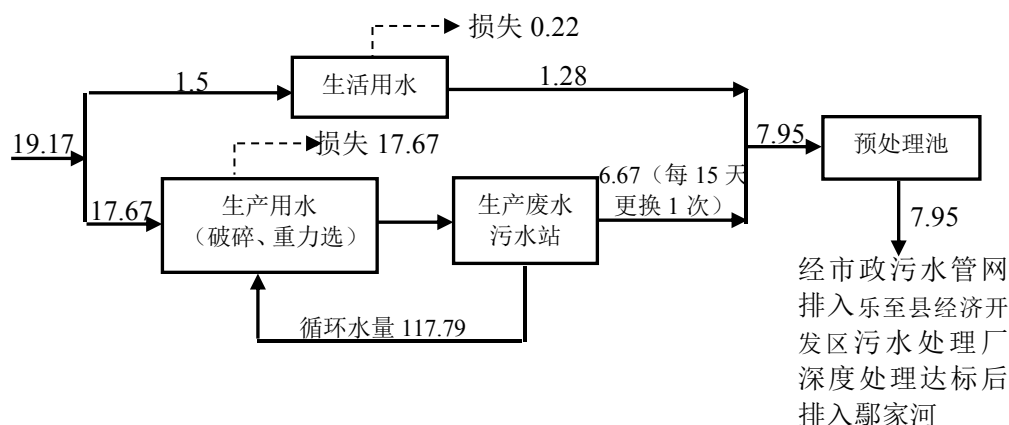 损失 0.22
1.5
生活用水
1.28
19.17
损失 17.67
7.95
预处理池
17.67
生产用水
（破碎、重力选）
生产废水
污水站
6.67（每 15 天
更换 1 次）
7.95
循环水量 117.79
经市政污水管网
排入乐至县经济开
发区污水处理厂
深度处理达标后
排入鄢家河